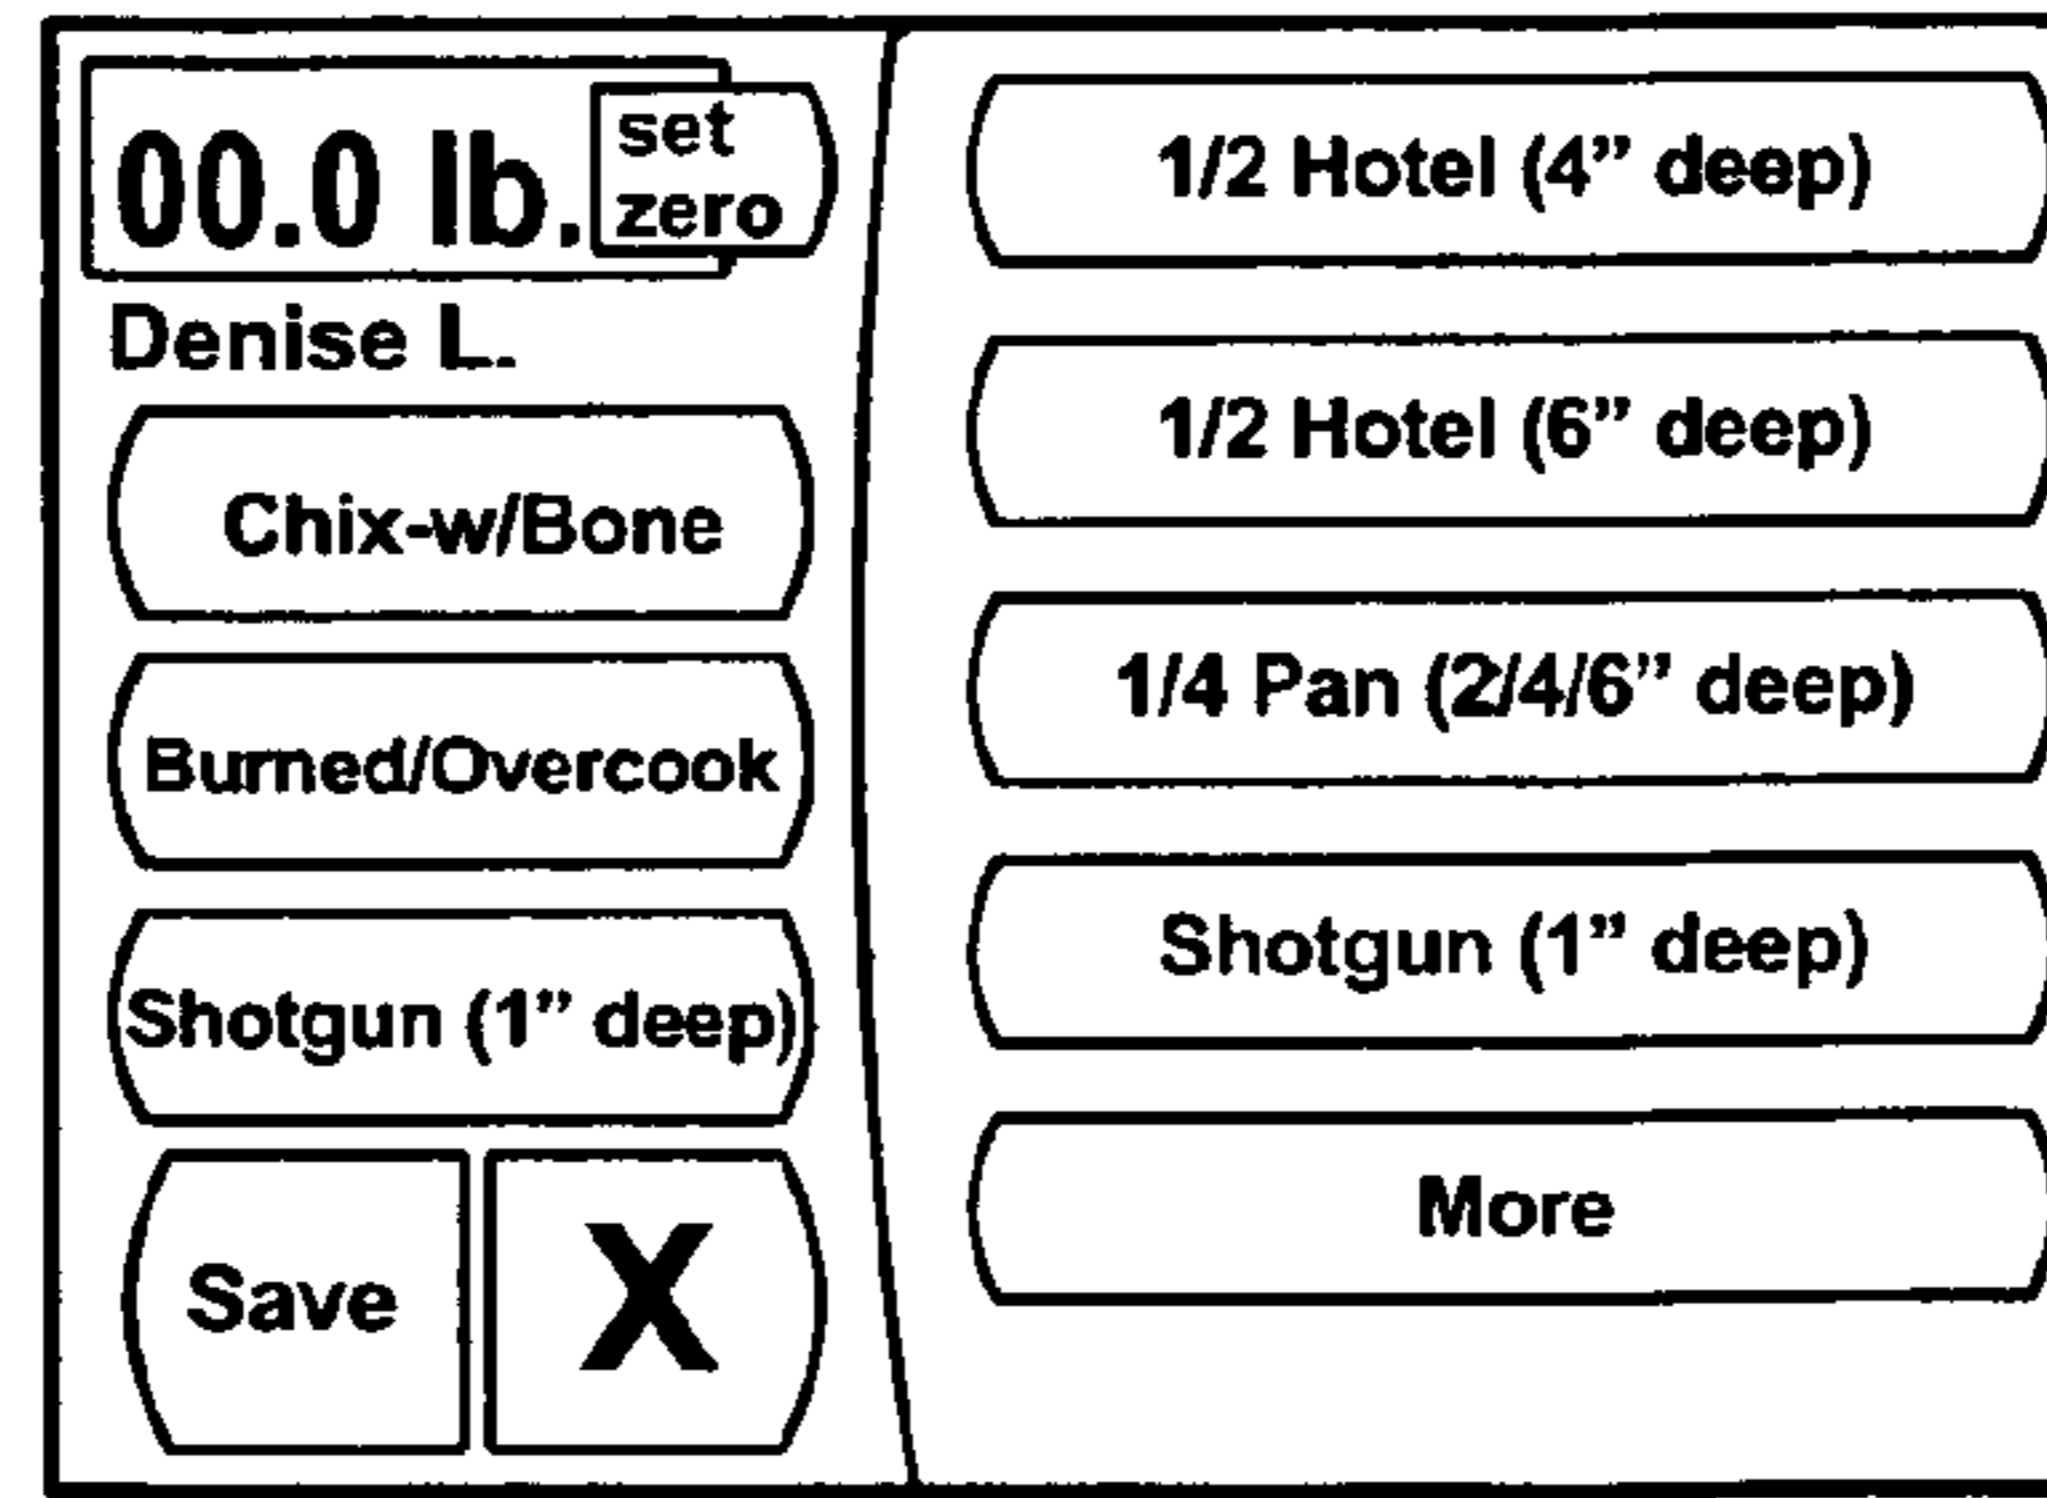 00.0 lb.
set
zero
Denise L.
Chix-w/Bone
Burned/Overcook
Shotgun (1” deep)
Save
X
1/2 Hotel (4” deep)
1/2 Hotel (6” deep)
1/4 Pan (2/4/6” deep)
Shotgun (1” deep)
More